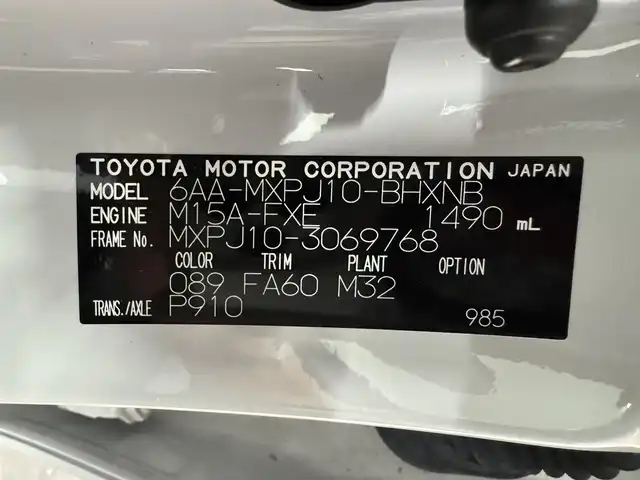 TOYOTA MOTOR CORPORATION JAPAN
MODEL 6AA-MXPJ10-BHXNB
ENGINE M15A-FXE 1490 mL
FRAME No. MXPJ10-3069768
COLOR TRIM PLANT OPTION
089 FA60 M32
TRANS./AXLE P910 985